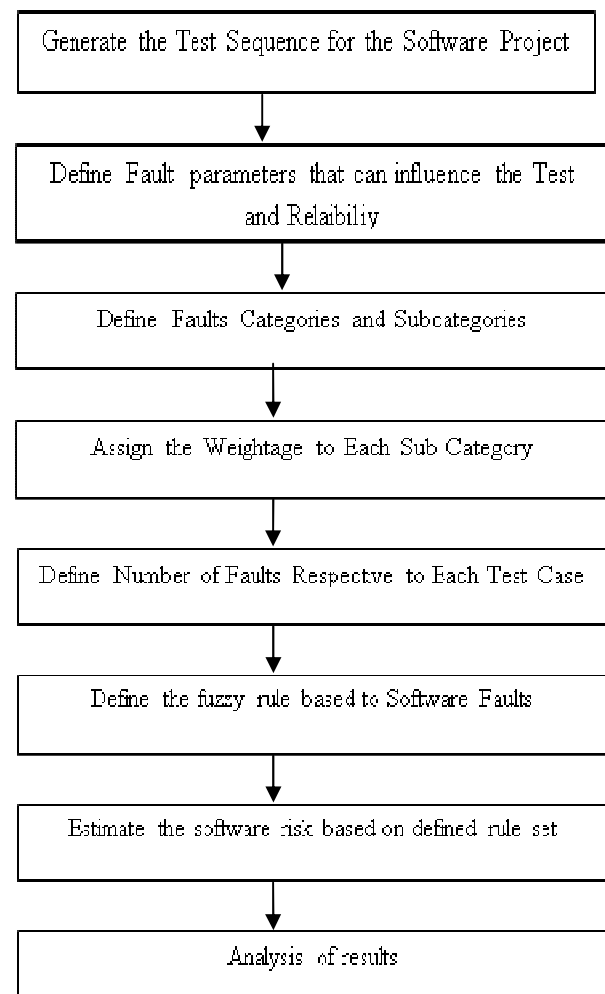 Generate the Test Sequence for the Software Project
Define Fault parameters that can influence the Test
and Relaibiliy
Define Faults Categories and Subcategories
Assign the Weightage to Each Sub Category
Define Number of Faults Respective to Each Test Case
Define the fuzzy rule based to Software Faults
Estimate the software risk based on defined rule set
Analysis of results